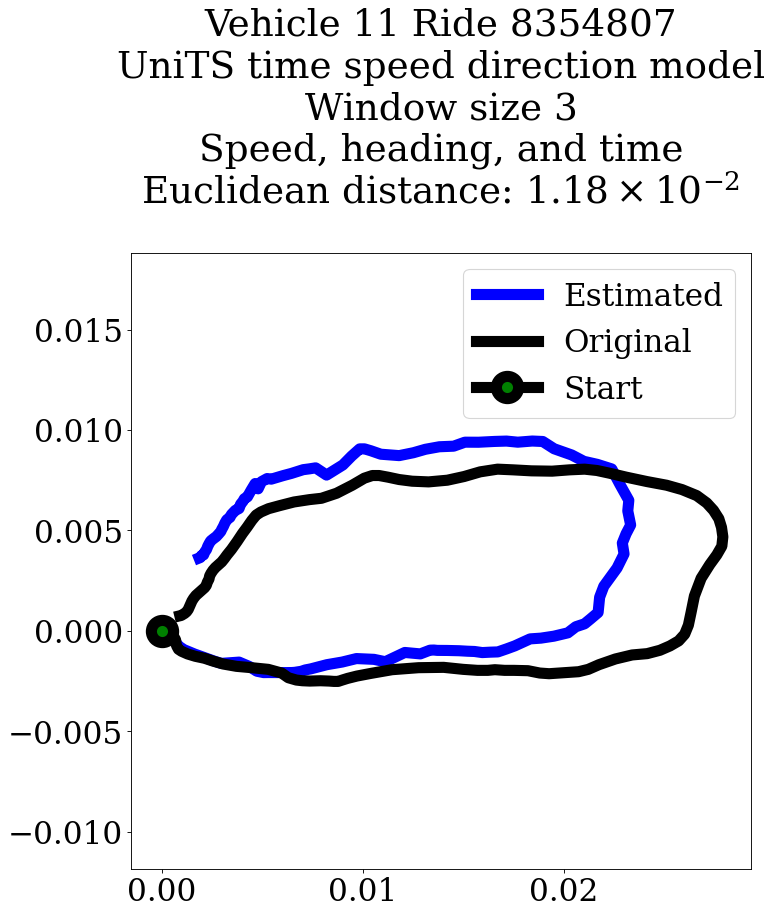 Vehicle 11 Ride 8354807
UniTS time speed direction model
Window size 3
Speed, heading, and time
Euclidean distance: 1.18 × 10⁻²
Estimated
Original
Start
0.015
0.010
0.005
0.000
−0.005
−0.010
0.00 0.01 0.02